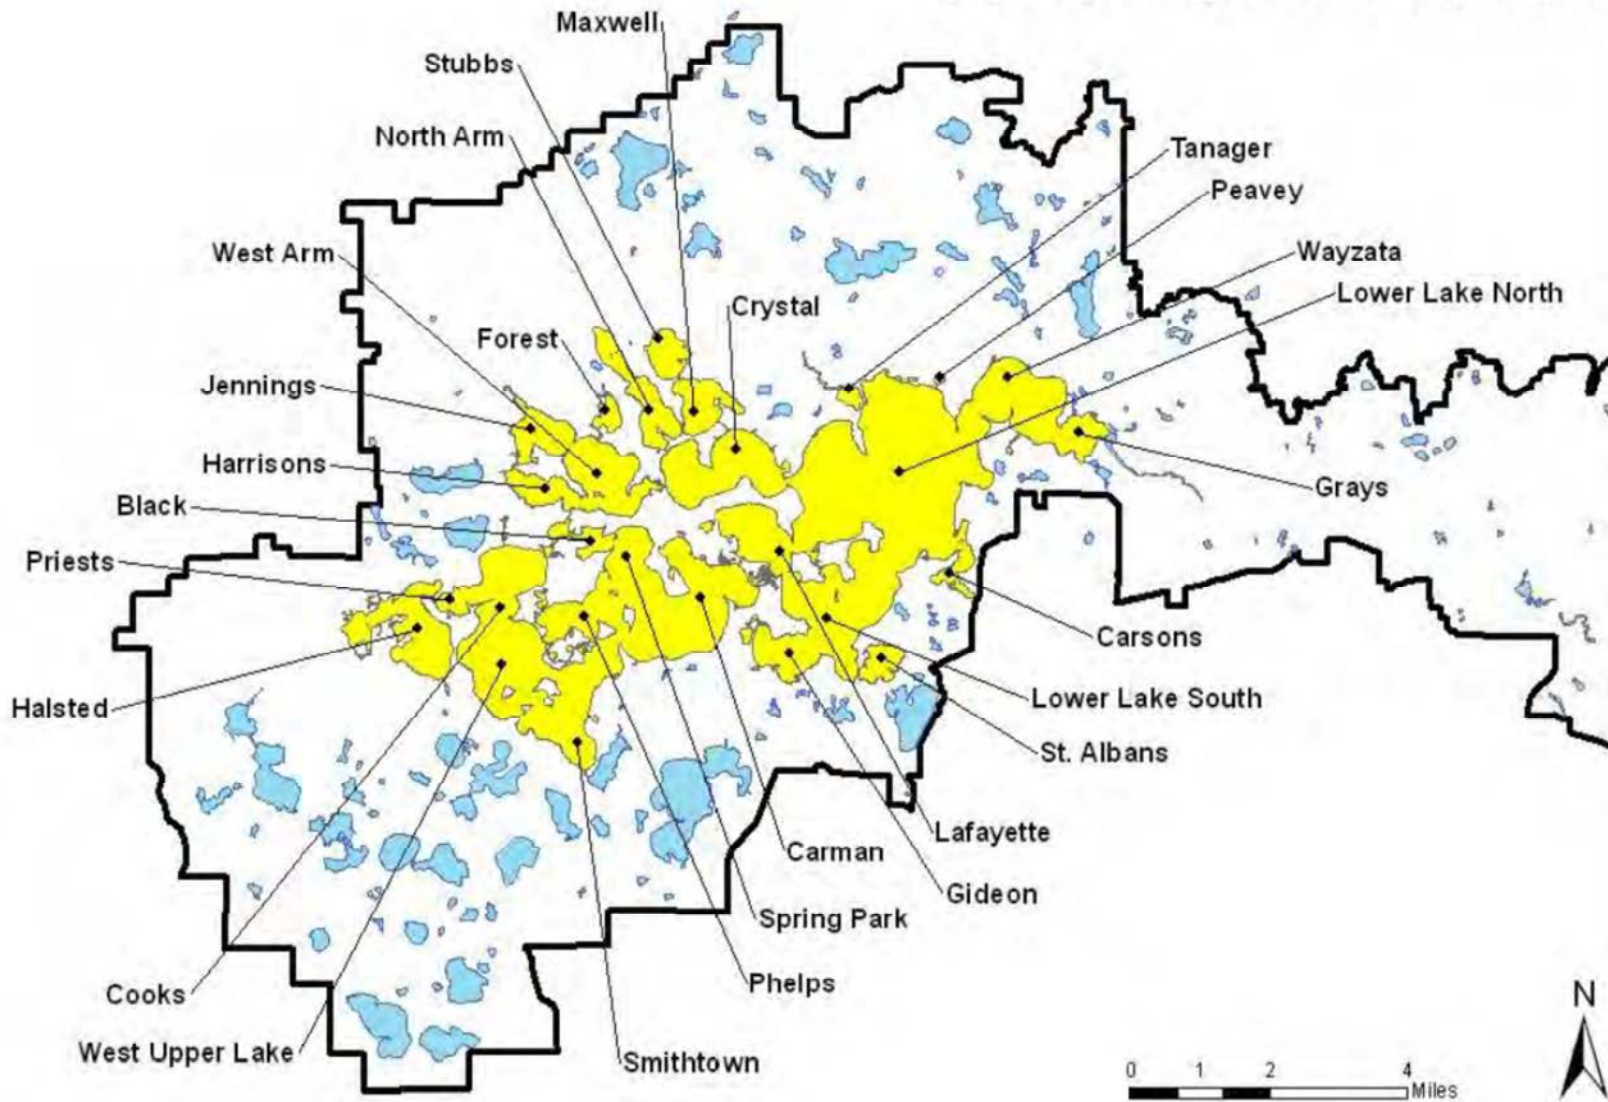 Maxwell
Stubbs
North Arm
Tanager
Peavey
West Arm
Wayzata
Lower Lake North
Crystal
Forest
Jennings
Harrisons
Grays
Black
Priests
Carsons
Halsted
Lower Lake South
St. Albans
Lafayette
Carman
Gideon
Spring Park
Phelps
Cooks
West Upper Lake
Smithtown
N
0 1 2 4
Miles